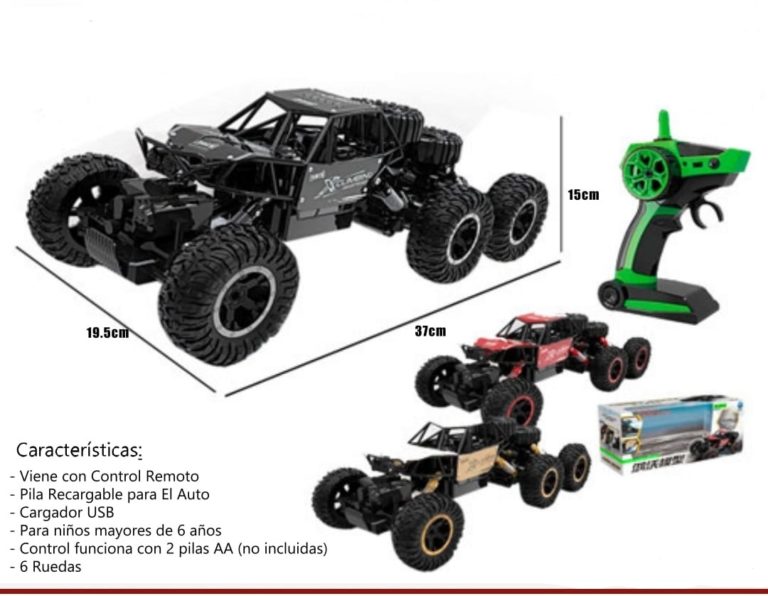 15cm
19.5cm
37cm
Características:
- Viene con Control Remoto
- Pila Recargable para El Auto
- Cargador USB
- Para niños mayores de 6 años
- Control funciona con 2 pilas AA (no incluidas)
- 6 Ruedas